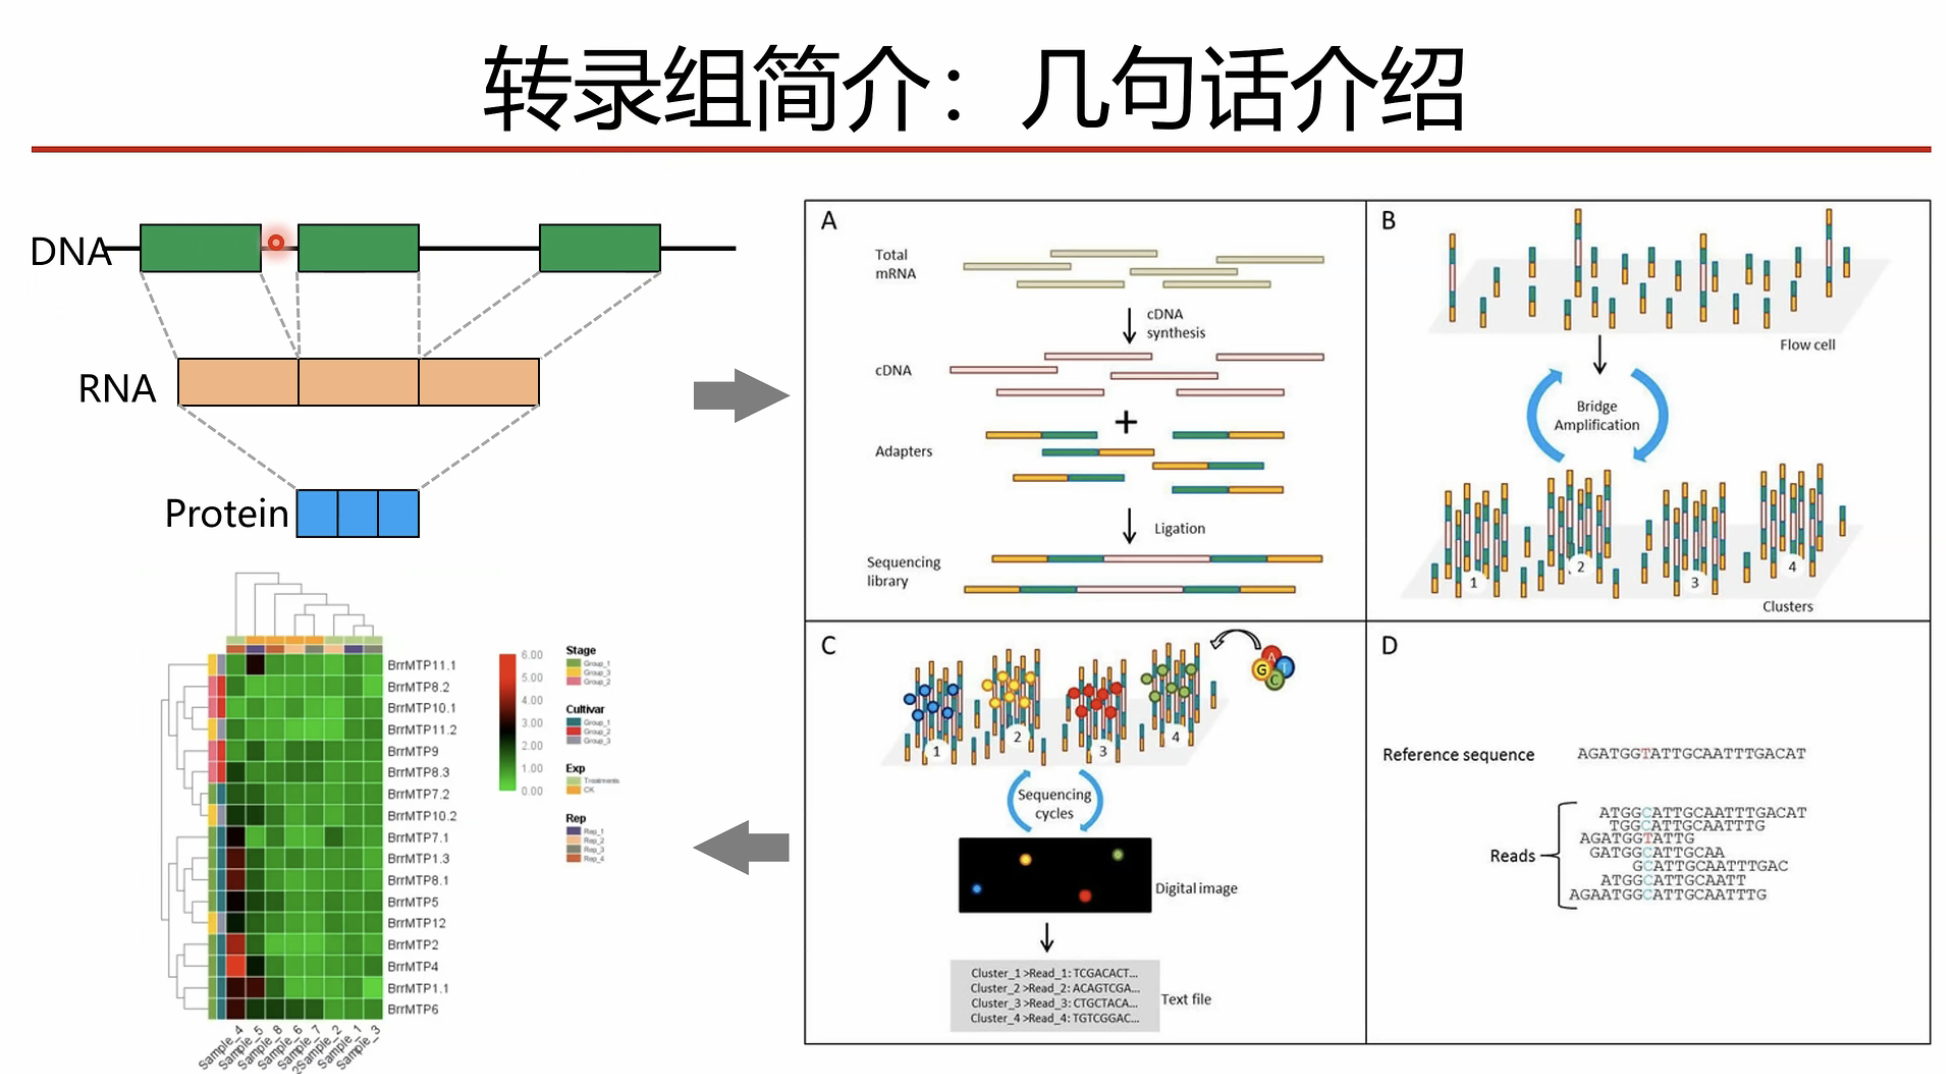 转录组简介：几句话介绍
DNA
RNA
Protein
A
Total
mRNA
cDNA
synthesis
cDNA
+
Adapters
Ligation
Sequencing
library
B
Flow cell
Bridge
Amplification
1
2
3
4
Clusters
C
A
T
G
C
1
2
3
4
Sequencing
cycles
Digital image
Cluster_1 >Read_1: TCGACACT...
Cluster_2 >Read_2: ACAGTCGA...
Cluster_3 >Read_3: CTGCTACA...
Cluster_4 >Read_4: TGTCGGAC...
Text file
D
Reference sequence
AGATGGTATTGCAATTTGACAT
Reads
ATGGCATTGCAATTTGACAT
TGGCATTGCAATTTG
AGATGGTATTG
GATGGCATTGCAA
GCATTGCAATTTGAC
ATGGCATTGCAATT
AGAATGGCATTGCAATTTG
BrrMTP11.1
BrrMTP8.2
BrrMTP10.1
BrrMTP11.2
BrrMTP9
BrrMTP8.3
BrrMTP7.2
BrrMTP10.2
BrrMTP7.1
BrrMTP1.3
BrrMTP8.1
BrrMTP5
BrrMTP12
BrrMTP2
BrrMTP4
BrrMTP1.1
BrrMTP6
Sample_4
Sample_5
Sample_8
Sample_6
Sample_7
2Sample_2
Sample_1
Sample_3
6.00
5.00
4.00
3.00
2.00
1.00
0.00
Stage
Group_1
Group_3
Group_2
Cultivar
Group_1
Group_2
Group_3
Exp
Treatments
CK
Rep
Rep_1
Rep_2
Rep_3
Rep_4